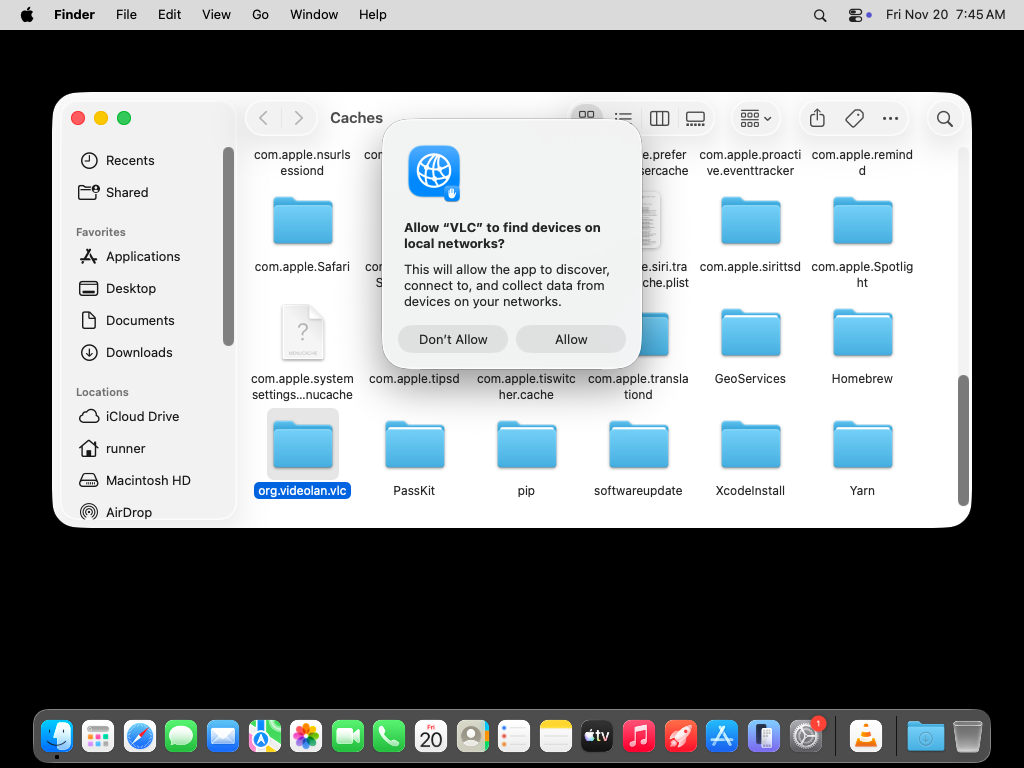 Finder File Edit View Go Window Help Fri Nov 20 7:45 AM
Caches
Recents
Shared
Favorites
Applications
Desktop
Documents
Downloads
Locations
iCloud Drive
runner
Macintosh HD
AirDrop
com.apple.nsurls
essiond
com.apple.proacti
ve.eventtracker
com.apple.remind
d
com.apple.Safari
com.apple.sirittsd
com.apple.Spotlig
ht
Allow “VLC” to find devices on
local networks?
This will allow the app to discover,
connect to, and collect data from
devices on your networks.
Don’t Allow Allow
com.apple.system
settings...nucache
com.apple.tipsd
com.apple.tiswitc
her.cache
com.apple.transla
tiond
GeoServices
Homebrew
org.videolan.vlc
PassKit
pip
softwareupdate
XcodeInstall
Yarn
Fri
20
tv
1